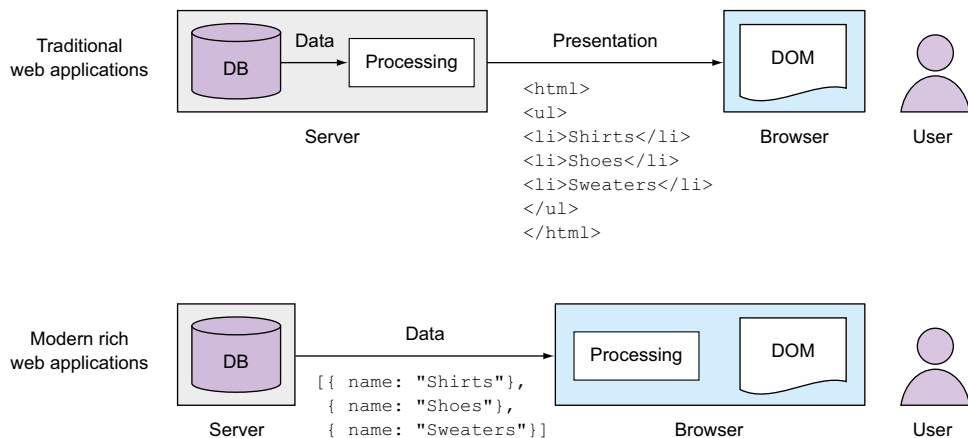 Traditional
web applications
DB
Data
Processing
Server
Presentation
<html>
<ul>
<li>Shirts</li>
<li>Shoes</li>
<li>Sweaters</li>
</ul>
</html>
DOM
Browser
User
Modern rich
web applications
DB
Server
Data
[{ name: "Shirts"},
{ name: "Shoes"},
{ name: "Sweaters"}]
Processing
DOM
Browser
User